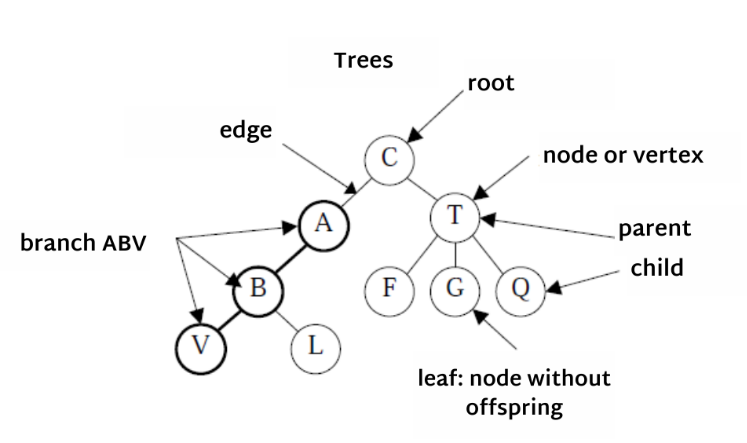 Trees
root
edge
C
node or vertex
A
T
parent
branch ABV
child
B
F
G
Q
V
L
leaf: node without
offspring